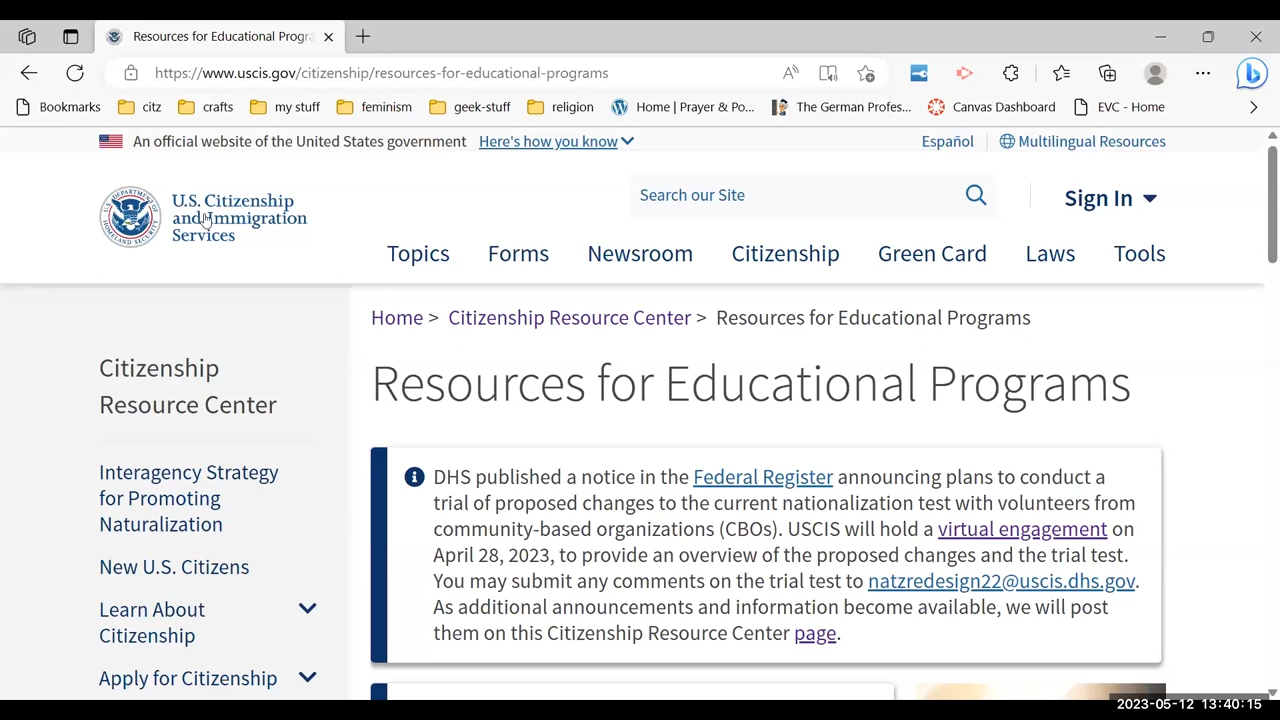 Resources for Educational Progra
https://www.uscis.gov/citizenship/resources-for-educational-programs
Bookmarks citz crafts my stuff feminism geek-stuff religion Home | Prayer & Po... The German Profes... Canvas Dashboard EVC - Home
An official website of the United States government Here's how you know Español Multilingual Resources
U.S. Citizenship
and Immigration
Services
Search our Site
Sign In
Topics Forms Newsroom Citizenship Green Card Laws Tools
Home > Citizenship Resource Center > Resources for Educational Programs
Citizenship
Resource Center
Interagency Strategy
for Promoting
Naturalization
New U.S. Citizens
Learn About
Citizenship
Apply for Citizenship
Resources for Educational Programs
DHS published a notice in the Federal Register announcing plans to conduct a
trial of proposed changes to the current nationalization test with volunteers from
community-based organizations (CBOs). USCIS will hold a virtual engagement on
April 28, 2023, to provide an overview of the proposed changes and the trial test.
You may submit any comments on the trial test to natzredesign22@uscis.dhs.gov.
As additional announcements and information become available, we will post
them on this Citizenship Resource Center page.
2023-05-12 13:40:15